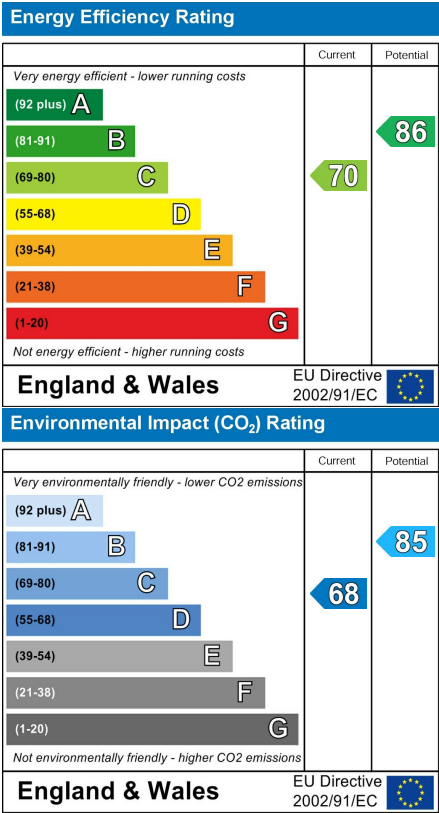 Energy Efficiency Rating
Current Potential
Very energy efficient - lower running costs
(92 plus) A
(81-91) B
86
(69-80) C
70
(55-68) D
(39-54) E
(21-38) F
(1-20) G
Not energy efficient - higher running costs
England & Wales
EU Directive
2002/91/EC
Environmental Impact (CO₂) Rating
Current Potential
Very environmentally friendly - lower CO2 emissions
(92 plus) A
(81-91) B
85
(69-80) C
68
(55-68) D
(39-54) E
(21-38) F
(1-20) G
Not environmentally friendly - higher CO2 emissions
England & Wales
EU Directive
2002/91/EC